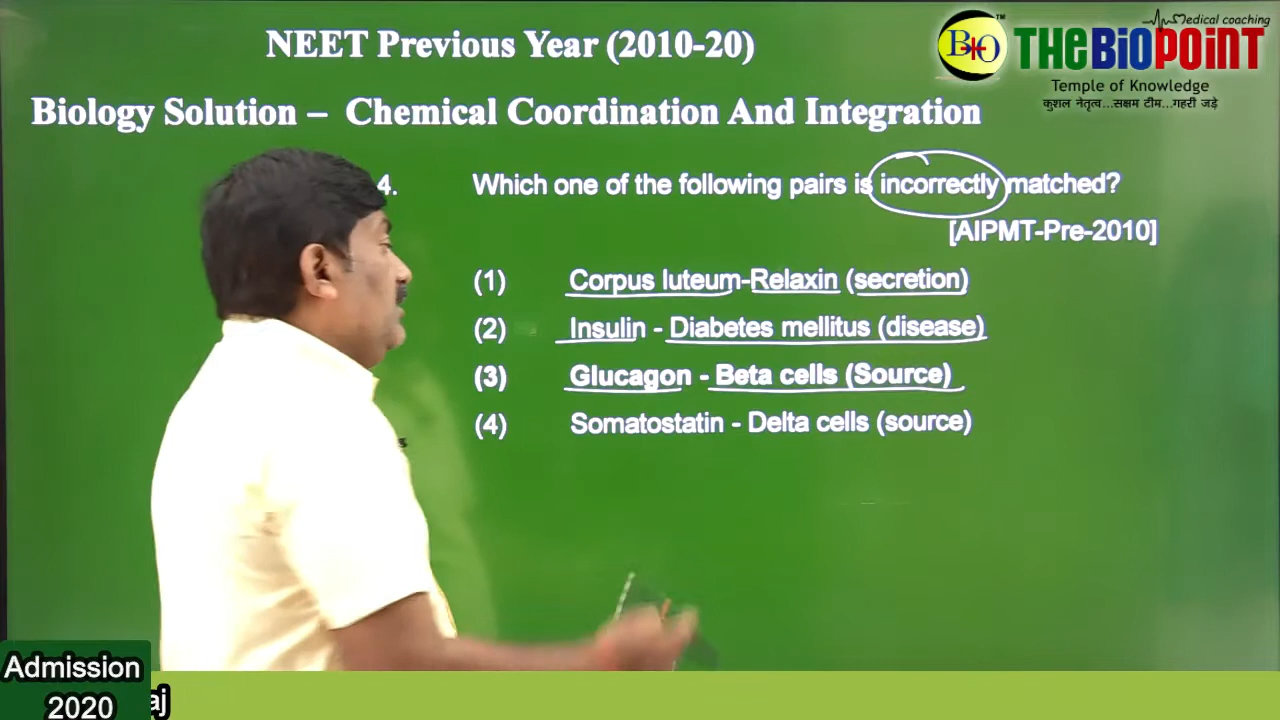 NEET Previous Year (2010-20)
Biology Solution – Chemical Coordination And Integration
BIO
TM
Medical coaching
THEBiOPOINT
Temple of Knowledge
कुशल नेतृत्व...सक्षम टीम...गहरी जड़े
4. Which one of the following pairs is incorrectly matched?
[AIPMT-Pre-2010]
(1) Corpus luteum-Relaxin (secretion)
(2) Insulin - Diabetes mellitus (disease)
(3) Glucagon - Beta cells (Source)
(4) Somatostatin - Delta cells (source)
Admission
2020
aj